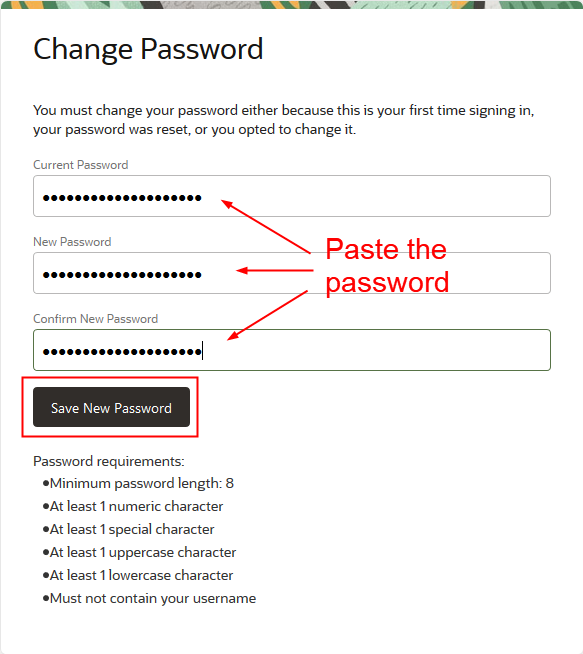 Change Password
You must change your password either because this is your first time signing in,
your password was reset, or you opted to change it.
Current Password
••••••••••••••••••••
New Password
••••••••••••••••••••
Paste the
password
Confirm New Password
••••••••••••••••••••
Save New Password
Password requirements:
•Minimum password length: 8
•At least 1 numeric character
•At least 1 special character
•At least 1 uppercase character
•At least 1 lowercase character
•Must not contain your username